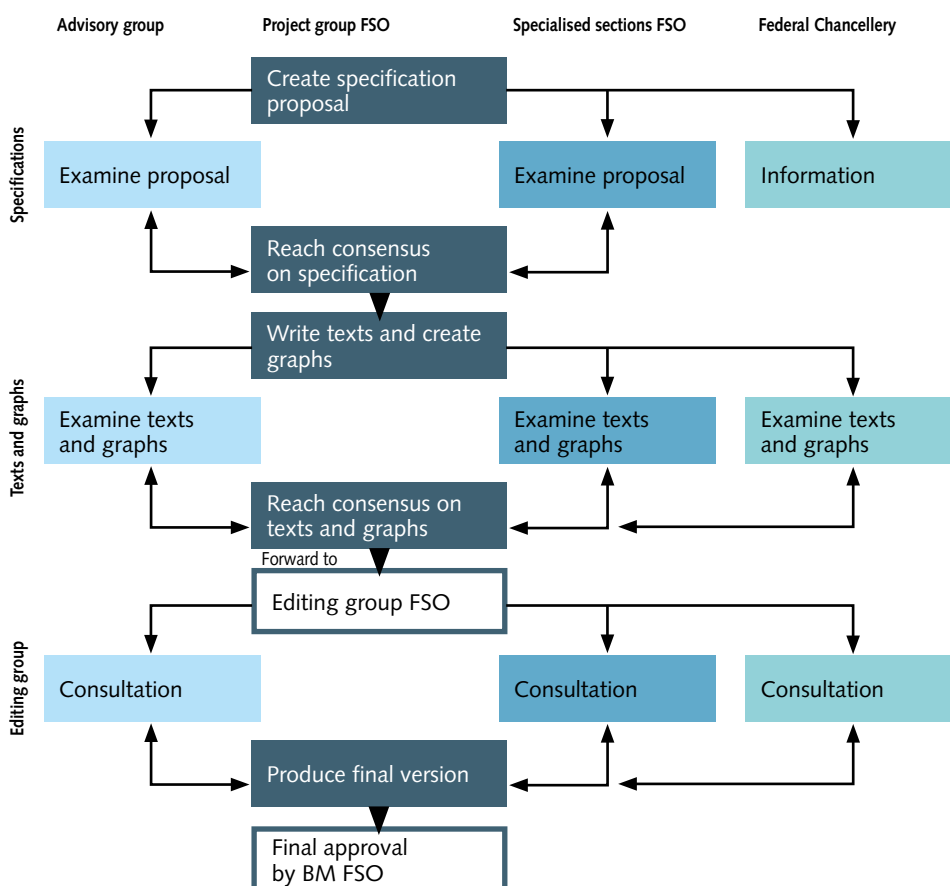 Advisory group
Project group FSO
Specialised sections FSO
Federal Chancellery
Specifications
Create specification
proposal
Examine proposal
Examine proposal
Information
Reach consensus
on specification
Texts and graphs
Write texts and create
graphs
Examine texts
and graphs
Examine texts
and graphs
Examine texts
and graphs
Reach consensus on
texts and graphs
Forward to
Editing group
Editing group FSO
Consultation
Consultation
Consultation
Produce final version
Final approval
by BM FSO